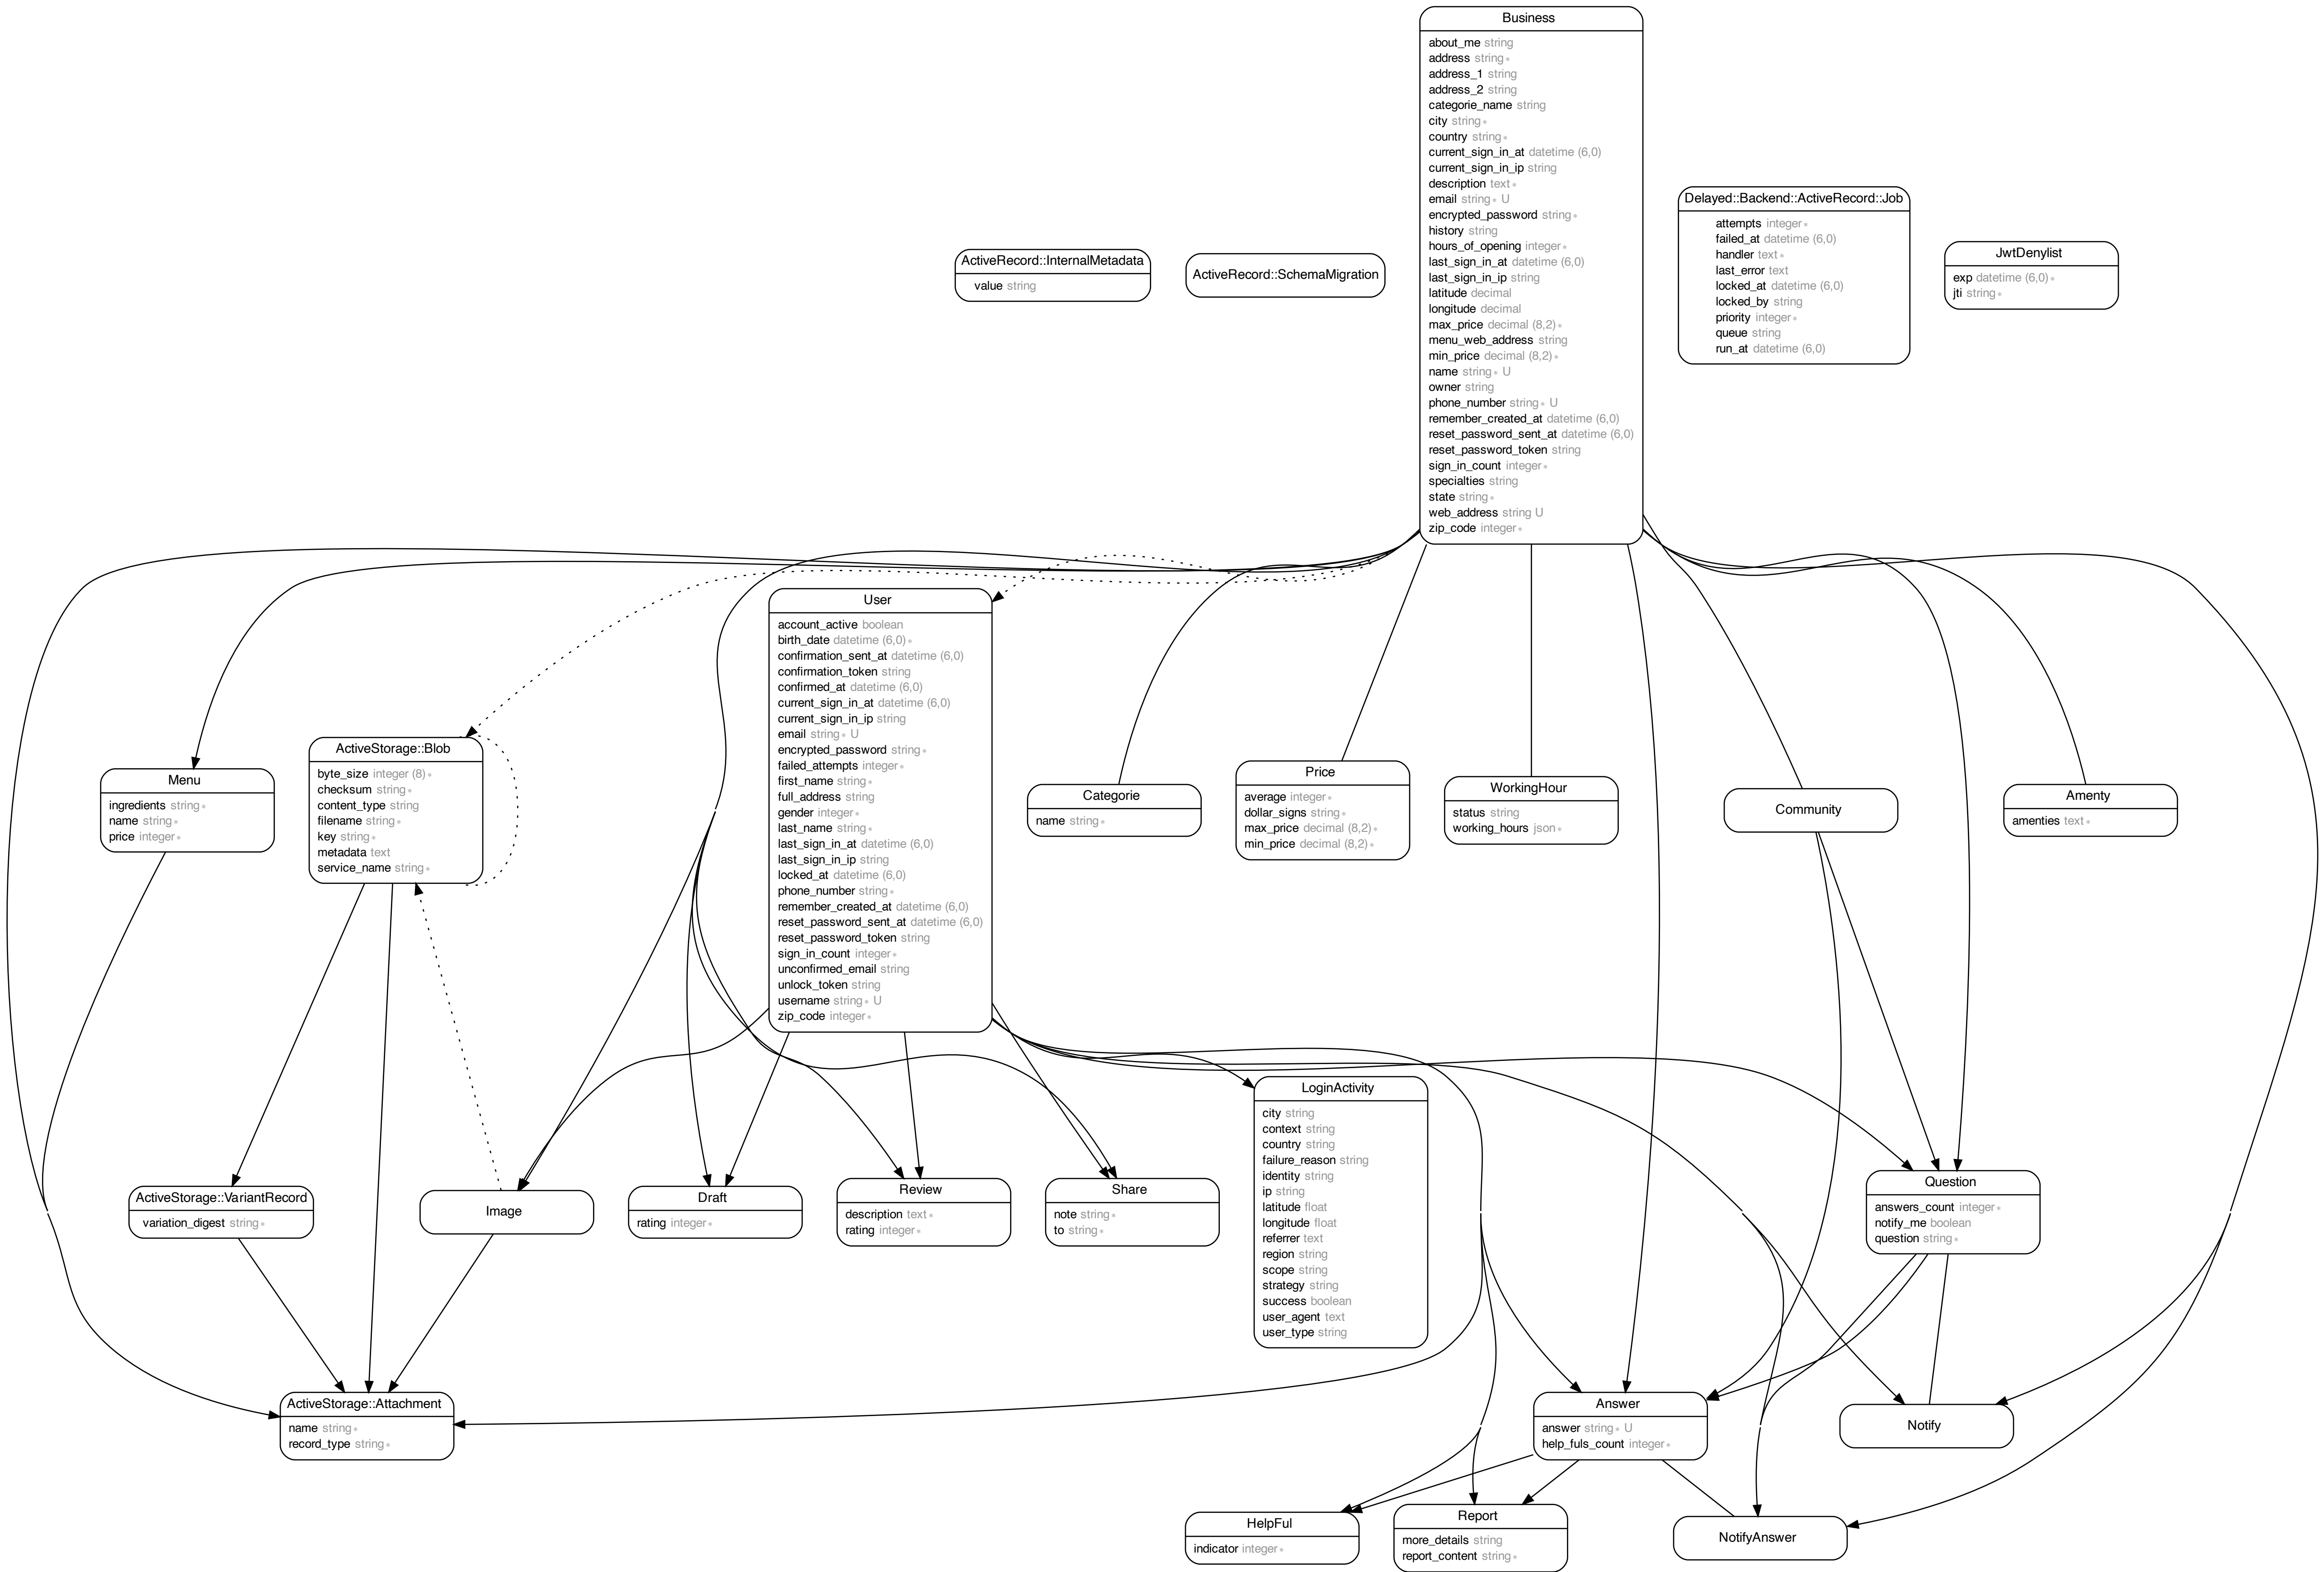 Business
about_me string
address string∗
address_1 string
address_2 string
categorie_name string
city string∗
country string∗
current_sign_in_at datetime (6,0)
current_sign_in_ip string
description text∗
email string∗ U
encrypted_password string∗
history string
hours_of_opening integer∗
last_sign_in_at datetime (6,0)
last_sign_in_ip string
latitude decimal
longitude decimal
max_price decimal (8,2)∗
menu_web_address string
min_price decimal (8,2)∗
name string∗ U
owner string
phone_number string∗ U
remember_created_at datetime (6,0)
reset_password_sent_at datetime (6,0)
reset_password_token string
sign_in_count integer∗
specialties string
state string∗
web_address string U
zip_code integer∗
ActiveRecord::InternalMetadata
value string
ActiveRecord::SchemaMigration
Delayed::Backend::ActiveRecord::Job
attempts integer∗
failed_at datetime (6,0)
handler text∗
last_error text
locked_at datetime (6,0)
locked_by string
priority integer∗
queue string
run_at datetime (6,0)
JwtDenylist
exp datetime (6,0)∗
jti string∗
User
account_active boolean
birth_date datetime (6,0)∗
confirmation_sent_at datetime (6,0)
confirmation_token string
confirmed_at datetime (6,0)
current_sign_in_at datetime (6,0)
current_sign_in_ip string
email string∗ U
encrypted_password string∗
failed_attempts integer∗
first_name string∗
full_address string
gender integer∗
last_name string∗
last_sign_in_at datetime (6,0)
last_sign_in_ip string
locked_at datetime (6,0)
phone_number string∗
remember_created_at datetime (6,0)
reset_password_sent_at datetime (6,0)
reset_password_token string
sign_in_count integer∗
unconfirmed_email string
unlock_token string
username string∗ U
zip_code integer∗
Menu
ingredients string∗
name string∗
price integer∗
ActiveStorage::Blob
byte_size integer (8)∗
checksum string∗
content_type string
filename string∗
key string∗
metadata text
service_name string∗
Categorie
name string∗
Price
average integer∗
dollar_signs string∗
max_price decimal (8,2)∗
min_price decimal (8,2)∗
WorkingHour
status string
working_hours json∗
Community
Amenty
amenties text∗
ActiveStorage::VariantRecord
variation_digest string∗
Image
Draft
rating integer∗
Review
description text∗
rating integer∗
Share
note string∗
to string∗
LoginActivity
city string
context string
country string
failure_reason string
identity string
ip string
latitude float
longitude float
referrer text
region string
scope string
strategy string
success boolean
user_agent text
user_type string
Question
answers_count integer∗
notify_me boolean
question string∗
ActiveStorage::Attachment
name string∗
record_type string∗
Answer
answer string∗ U
help_fuls_count integer∗
Notify
HelpFul
indicator integer∗
Report
more_details string
report_content string∗
NotifyAnswer